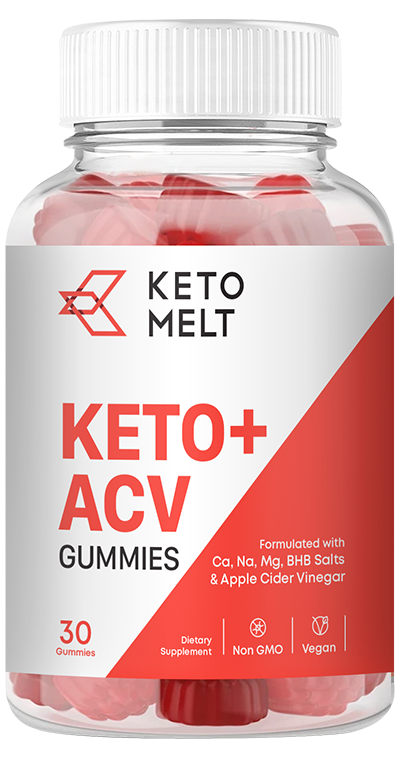 KETO
MELT
KETO+
ACV
GUMMIES
Formulated with
Ca, Na, Mg, BHB Salts
& Apple Cider Vinegar
30
Gummies
Dietary
Supplement
Non GMO
Vegan